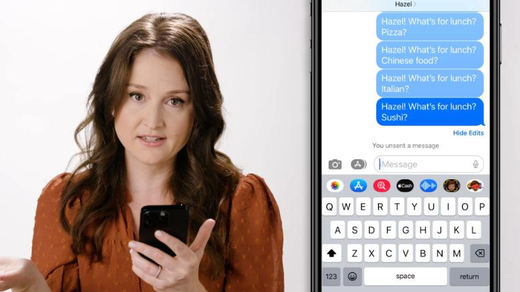 Hazel
Hazel! What's for lunch?
Pizza?
Hazel! What's for lunch?
Chinese food?
Hazel! What's for lunch?
Italian?
Hazel! What's for lunch?
Sushi?
Hide Edits
You unsent a message
Message
Cash
Q W E R T Y U I O P
A S D F G H J K L
Z X C V B N M
123 space return